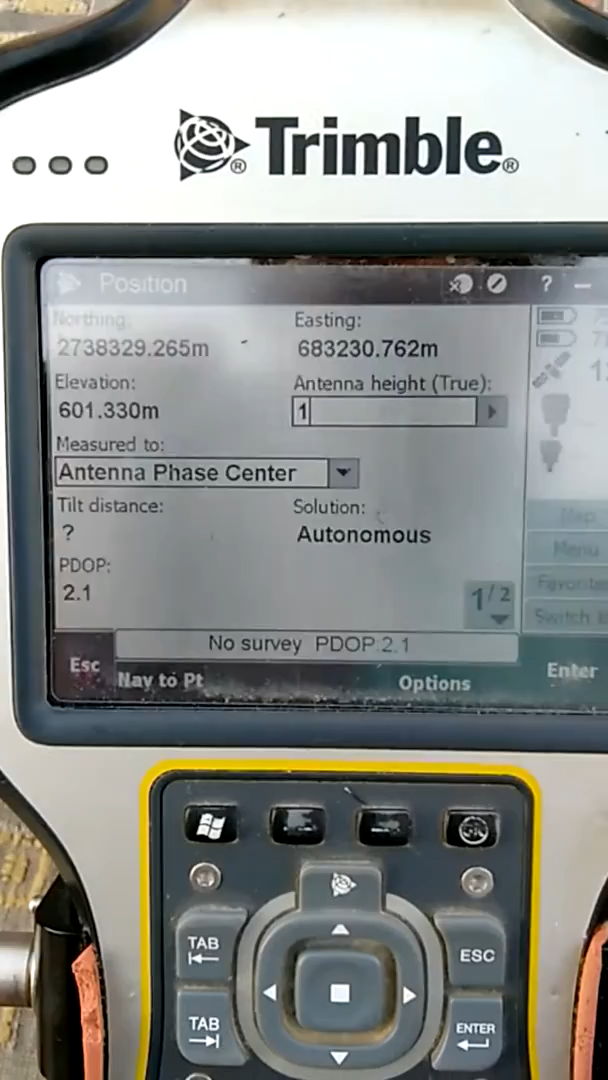 Trimble®
Position
?
Northing:
Easting:
2738329.265m
683230.762m
Elevation:
Antenna height (True):
601.330m
1
Measured to:
Antenna Phase Center
Tilt distance:
Solution:
?
Autonomous
PDOP:
2.1
1/2
Map
Menu
Favorites
Switch
No survey PDOP:2.1
Esc
Nav to Pt
Options
Enter
TAB
ESC
TAB
ENTER